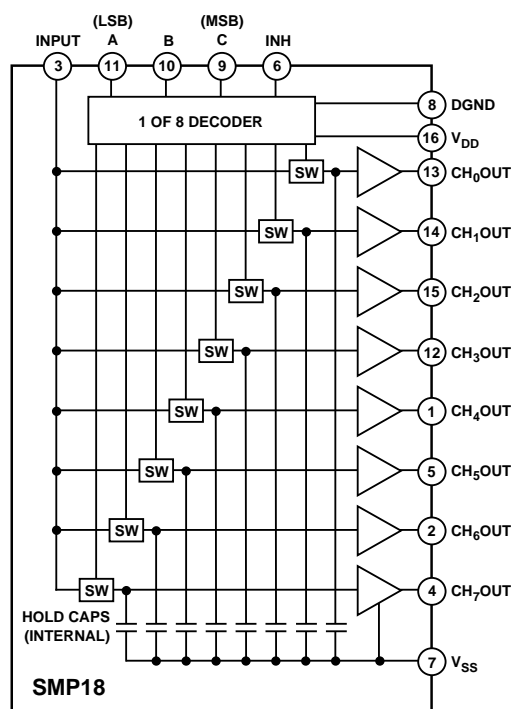 (LSB) (MSB)
INPUT A B C INH
3 11 10 9 6
1 OF 8 DECODER
8 DGND
16 VDD
SW 13 CH0OUT
SW 14 CH1OUT
SW 15 CH2OUT
SW 12 CH3OUT
SW 1 CH4OUT
SW 5 CH5OUT
SW 2 CH6OUT
SW 4 CH7OUT
HOLD CAPS
(INTERNAL)
7 VSS
SMP18